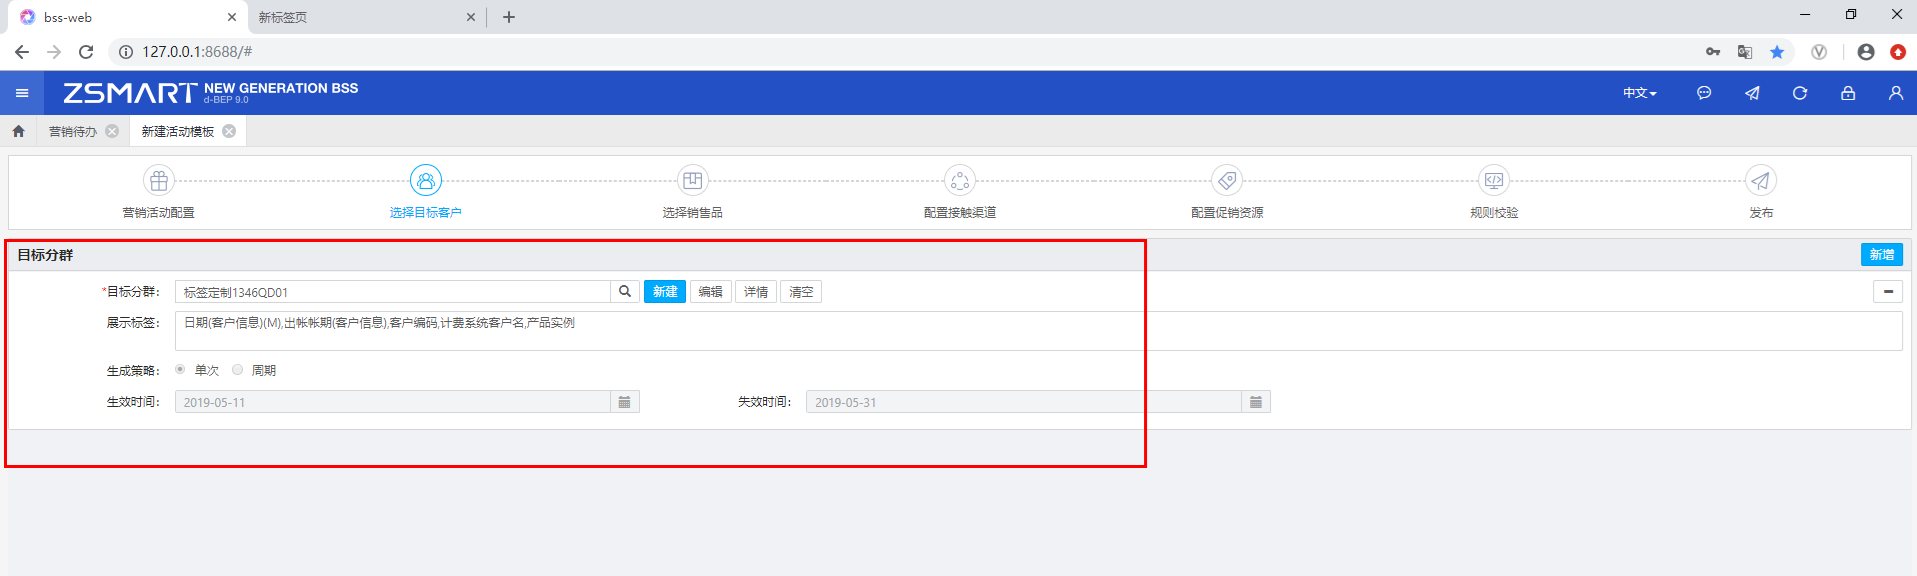 bss-web
新标签页
127.0.0.1:8688/#
ZSMART NEW GENERATION BSS
d-BEP 9.0
中文
营销待办
新建活动模板
营销活动配置
选择目标客户
选择销售品
配置接触渠道
配置促销资源
规则校验
发布
目标分群
新增
*目标分群： 标签定制1346QD01 新建 编辑 详情 清空
展示标签： 日期(客户信息)(M),出帐帐期(客户信息),客户编码,计费系统客户名,产品实例
生成策略： 单次 周期
生效时间： 2019-05-11 失效时间： 2019-05-31